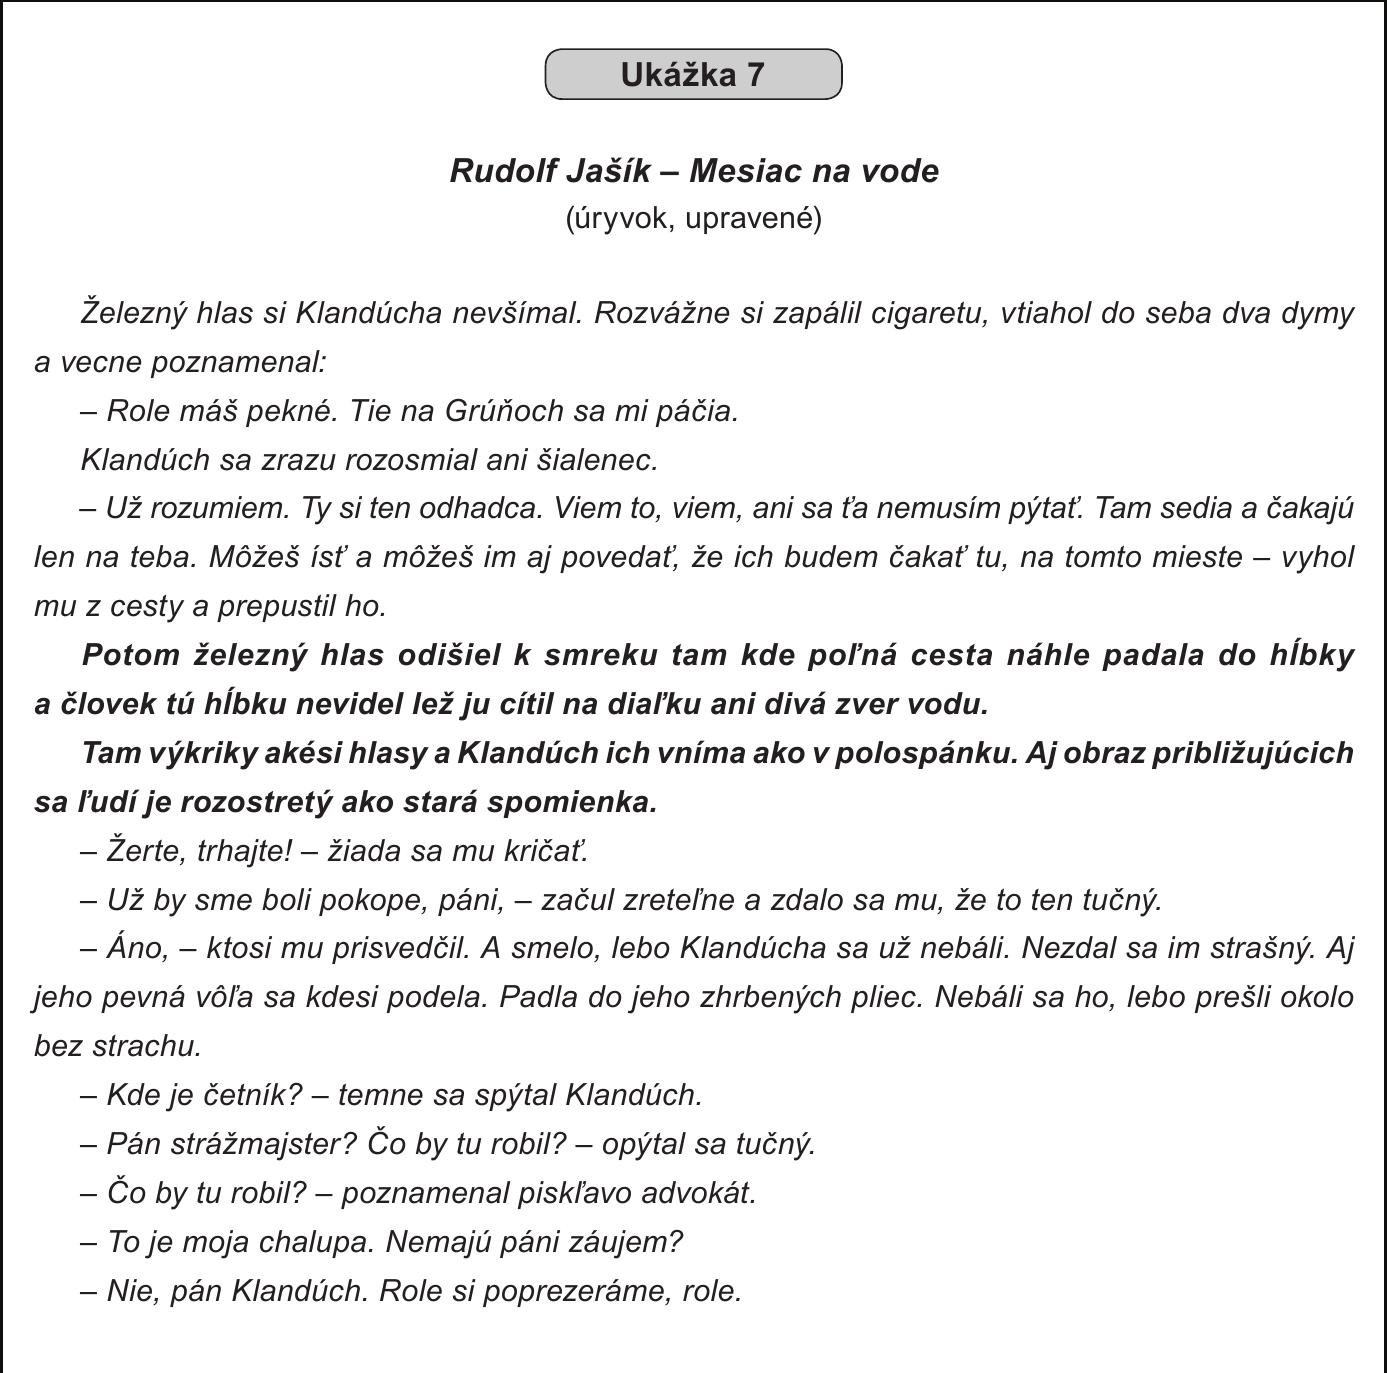 Ukážka 7
Rudolf Jašík – Mesiac na vode
(úryvok, upravené)
Železný hlas si Klandúcha nevšímal. Rozvážne si zapálil cigaretu, vtiahol do seba dva dymy
a vecne poznamenal:
– Role máš pekné. Tie na Grúňoch sa mi páčia.
Klandúch sa zrazu rozosmial ani šialenec.
– Už rozumiem. Ty si ten odhadca. Viem to, viem, ani sa ťa nemusím pýtať. Tam sedia a čakajú
len na teba. Môžeš ísť a môžeš im aj povedať, že ich budem čakať tu, na tomto mieste – vyhol
mu z cesty a prepustil ho.
Potom železný hlas odišiel k smreku tam kde poľná cesta náhle padala do hĺbky
a človek tú hĺbku nevidel lež ju cítil na diaľku ani divá zver vodu.
Tam výkriky akési hlasy a Klandúch ich vníma ako v polospánku. Aj obraz približujúcich
sa ľudí je rozostretý ako stará spomienka.
– Žerte, trhajte! – žiada sa mu kričať.
– Už by sme boli pokope, páni, – začul zreteľne a zdalo sa mu, že to ten tučný.
– Áno, – ktosi mu prisvedčil. A smelo, lebo Klandúcha sa už nebáli. Nezdal sa im strašný. Aj
jeho pevná vôľa sa kdesi podela. Padla do jeho zhrbených pliec. Nebáli sa ho, lebo prešli okolo
bez strachu.
– Kde je četník? – temne sa spýtal Klandúch.
– Pán strážmajster? Čo by tu robil? – opýtal sa tučný.
– Čo by tu robil? – poznamenal piskľavo advokát.
– To je moja chalupa. Nemajú páni záujem?
– Nie, pán Klandúch. Role si poprezeráme, role.